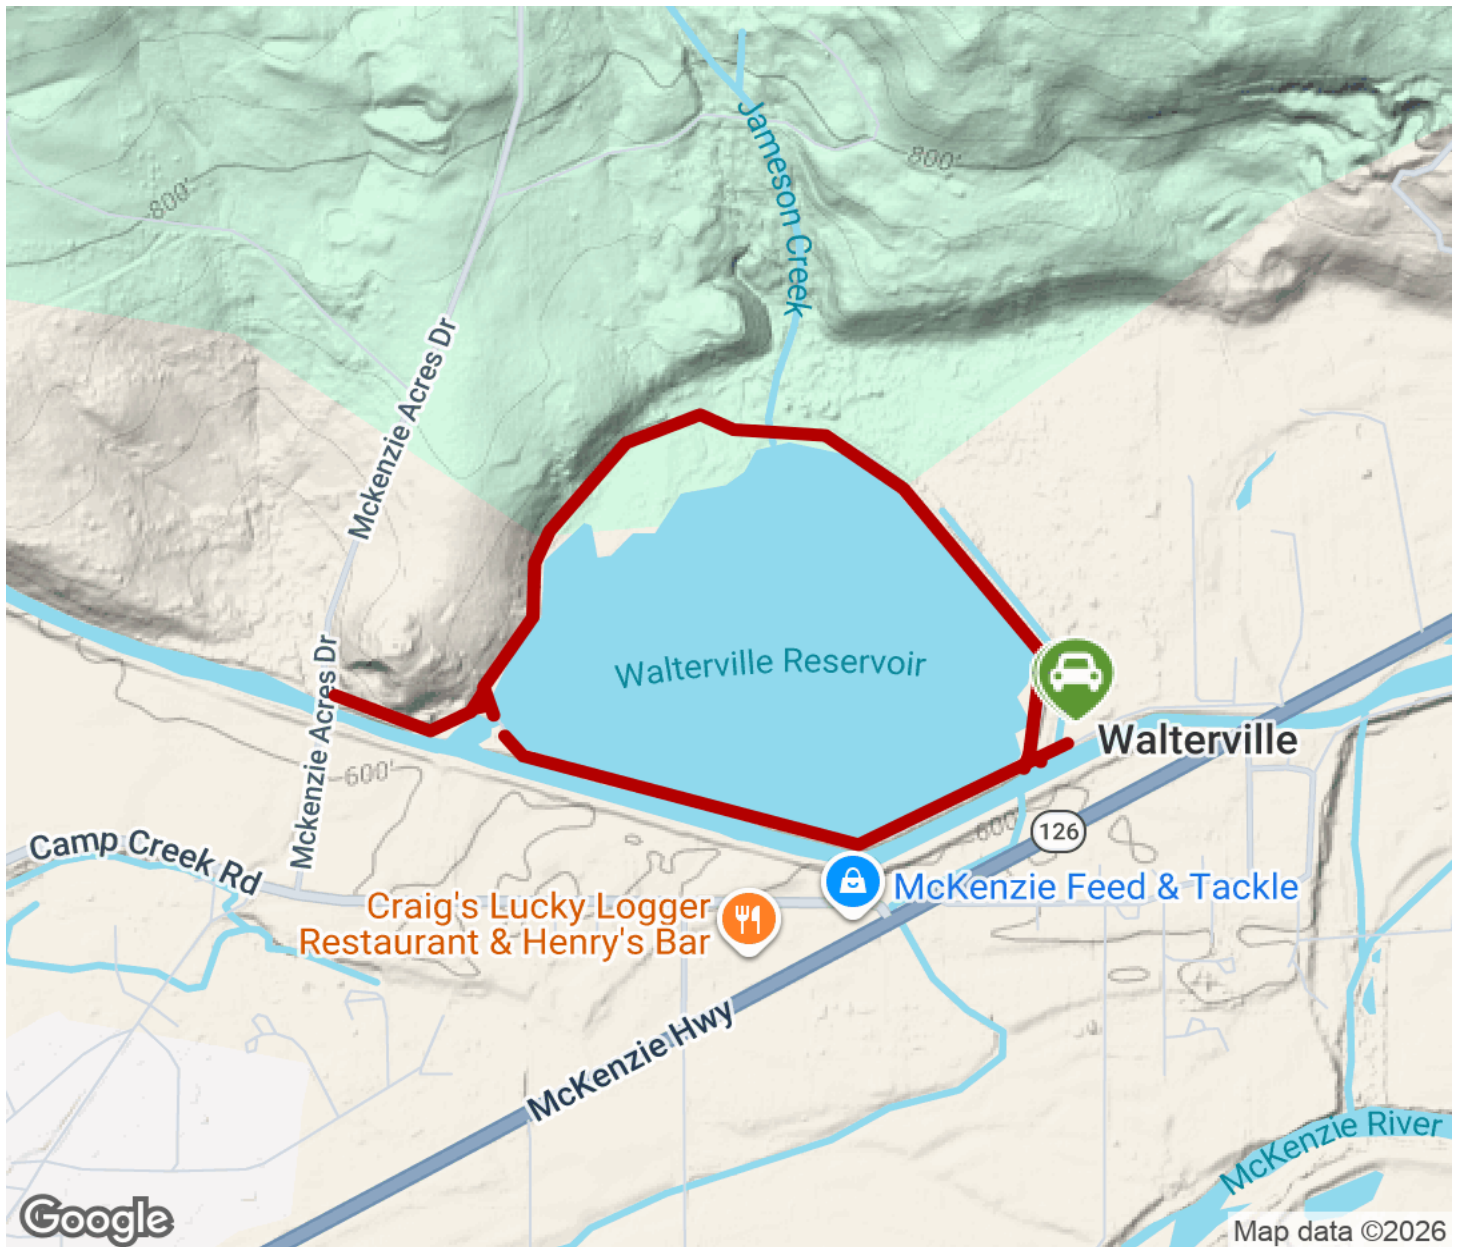 Jameson Creek
800'
800'
Mckenzie Acres Dr
Mckenzie Acres Dr
Walterville Reservoir
Walterville
600'
600'
126
Camp Creek Rd
McKenzie Feed & Tackle
Craig's Lucky Logger
Restaurant & Henry's Bar
McKenzie Hwy
McKenzie River
Google
Map data ©2026